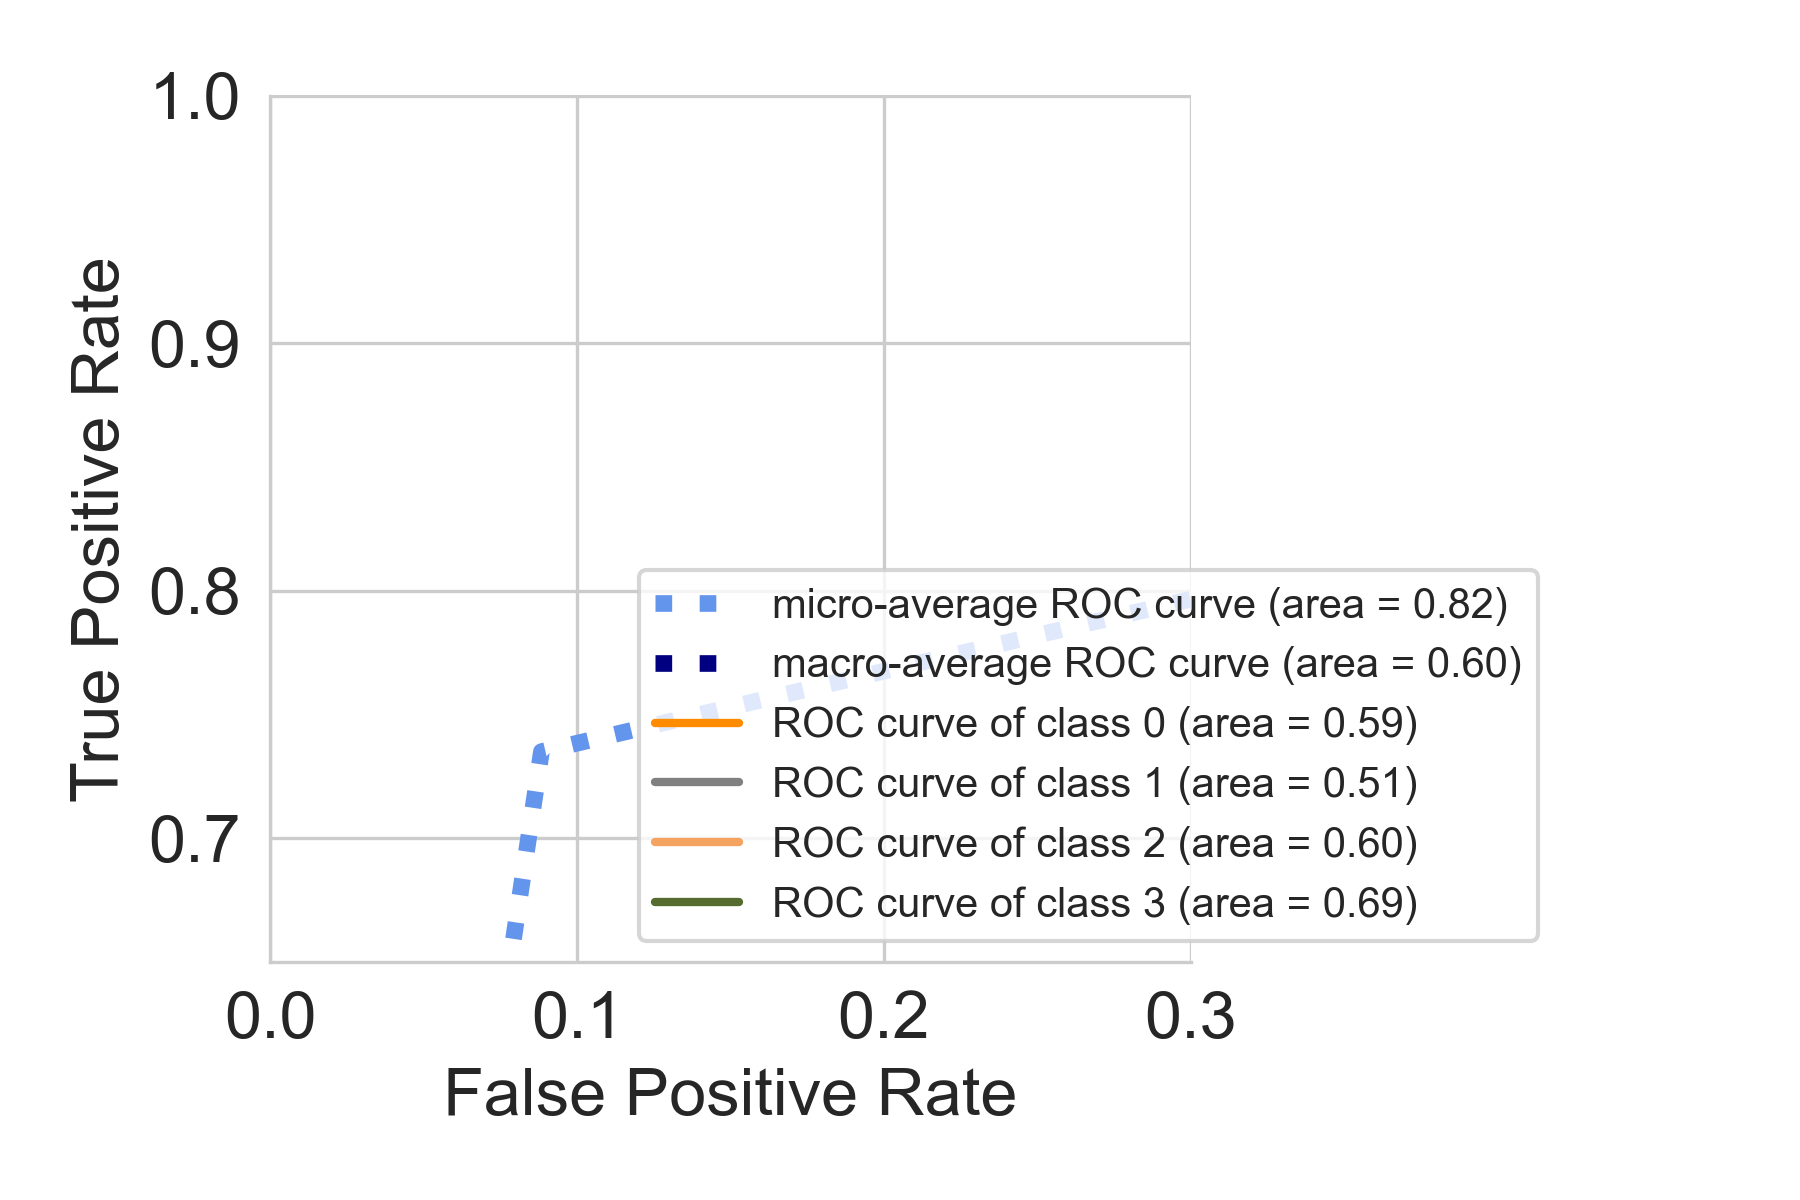 1.0
0.9
0.8
0.7
True Positive Rate
micro-average ROC curve (area = 0.82)
macro-average ROC curve (area = 0.60)
ROC curve of class 0 (area = 0.59)
ROC curve of class 1 (area = 0.51)
ROC curve of class 2 (area = 0.60)
ROC curve of class 3 (area = 0.69)
0.0 0.1 0.2 0.3
False Positive Rate